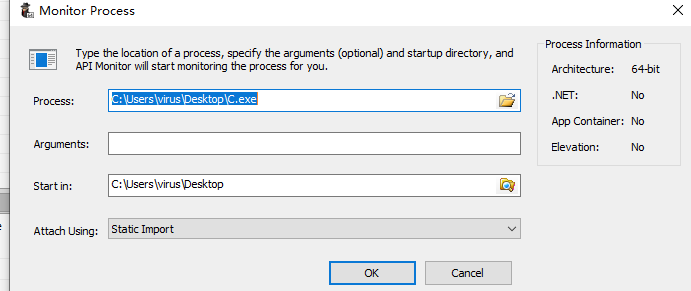 Monitor Process
Type the location of a process, specify the arguments (optional) and startup directory, and
API Monitor will start monitoring the process for you.
Process: C:\Users\virus\Desktop\C.exe
Arguments:
Start in: C:\Users\virus\Desktop
Attach Using: Static Import
OK Cancel
Process Information
Architecture: 64-bit
.NET: No
App Container: No
Elevation: No